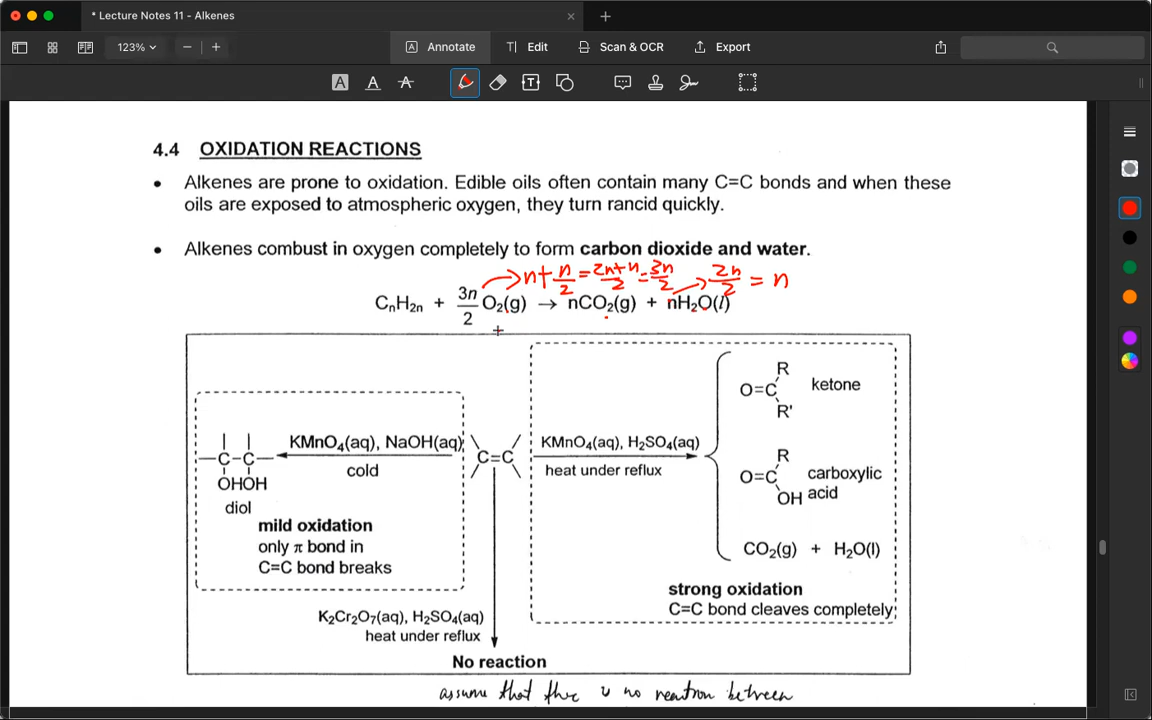 * Lecture Notes 11 - Alkenes
123%
Annotate
Edit
Scan & OCR
Export
4.4 OXIDATION REACTIONS
• Alkenes are prone to oxidation. Edible oils often contain many C=C bonds and when these
oils are exposed to atmospheric oxygen, they turn rancid quickly.
• Alkenes combust in oxygen completely to form carbon dioxide and water.
n + n/2 = 2n+n/2 = 3n/2
2n/2 = n
CₙH₂ₙ + 3n/2 O₂(g) → nCO₂(g) + nH₂O(l)
KMnO₄(aq), NaOH(aq)
cold
—C—C—
OHOH
diol
mild oxidation
only π bond in
C=C bond breaks
C=C
KMnO₄(aq), H₂SO₄(aq)
heat under reflux
R
O=C
R'
ketone
R
O=C
OH
carboxylic
acid
CO₂(g) + H₂O(l)
strong oxidation
C=C bond cleaves completely
K₂Cr₂O₇(aq), H₂SO₄(aq)
heat under reflux
No reaction
assume that there is no reaction between